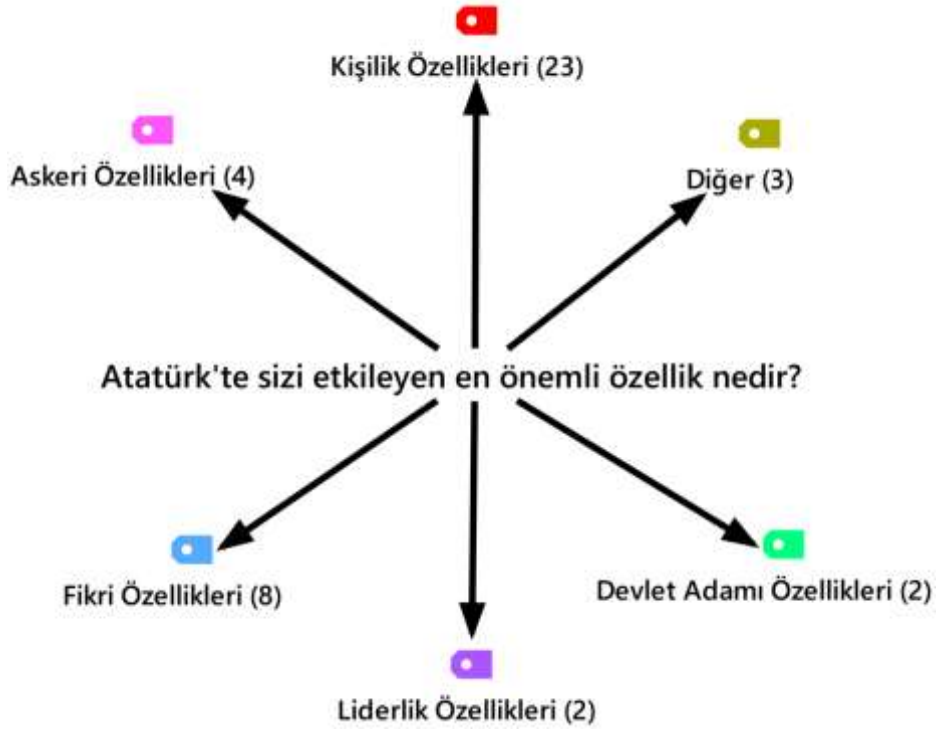 Kişilik Özellikleri (23)
Askeri Özellikleri (4)
Diğer (3)
Atatürk'te sizi etkileyen en önemli özellik nedir?
Fikri Özellikleri (8)
Devlet Adamı Özellikleri (2)
Liderlik Özellikleri (2)